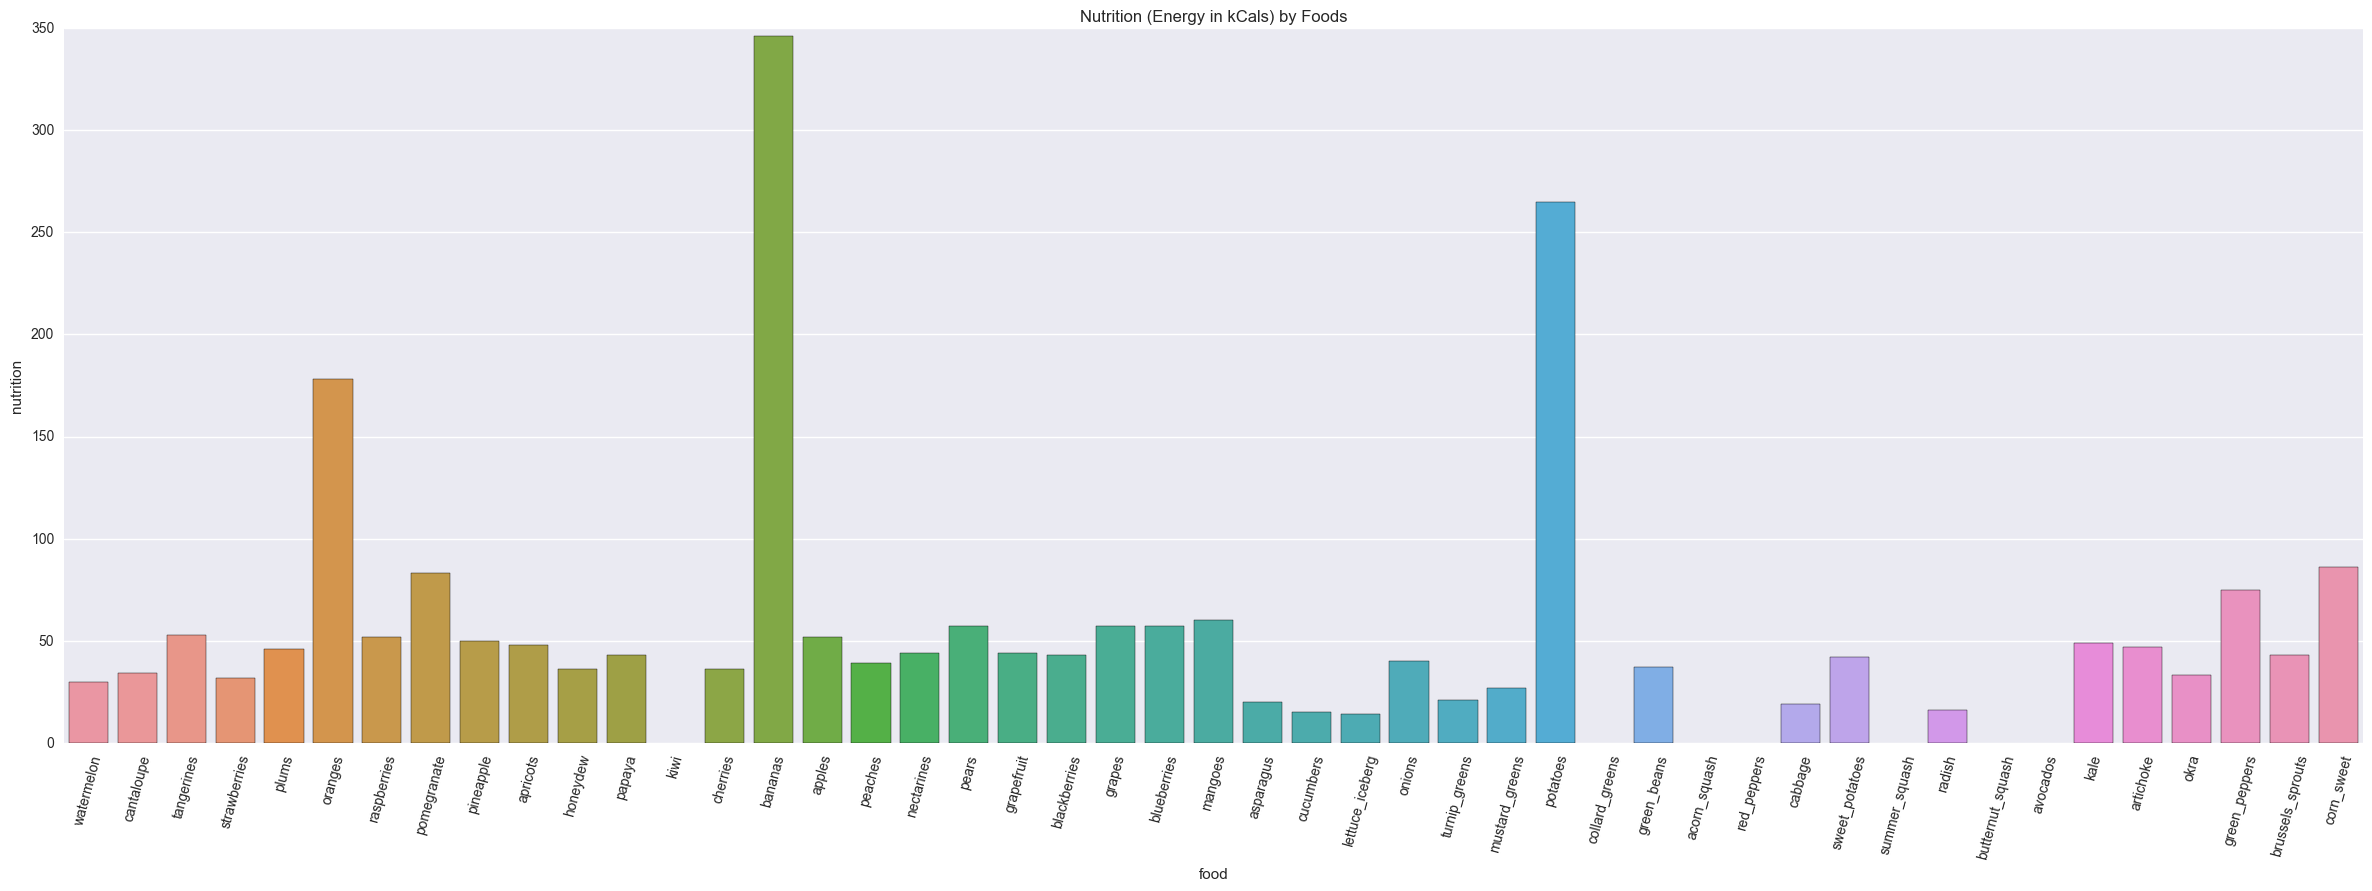 Nutrition (Energy in kCals) by Foods
350
300
250
200
150
100
50
0
nutrition
watermelon
cantaloupe
tangerines
strawberries
plums
oranges
raspberries
pomegranate
pineapple
apricots
honeydew
papaya
kiwi
cherries
bananas
apples
peaches
nectarines
pears
grapefruit
blackberries
grapes
blueberries
mangoes
asparagus
cucumbers
lettuce_iceberg
onions
turnip_greens
mustard_greens
potatoes
collard_greens
green_beans
acorn_squash
red_peppers
cabbage
sweet_potatoes
summer_squash
radish
butternut_squash
avocados
kale
artichoke
okra
green_peppers
brussels_sprouts
corn_sweet
food